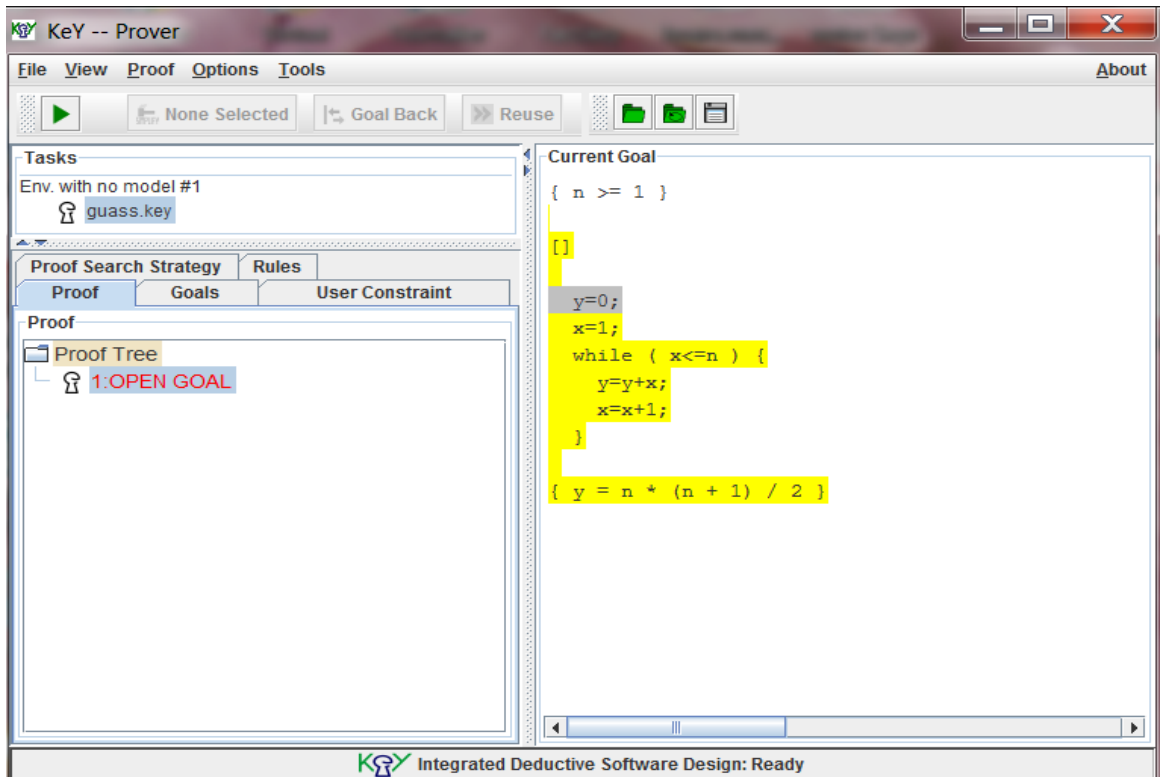 KeY -- Prover
File View Proof Options Tools About
None Selected Goal Back Reuse
Tasks
Env. with no model #1
guass.key
Proof Search Strategy Rules
Proof Goals User Constraint
Proof
Proof Tree
1:OPEN GOAL
Current Goal
{ n >= 1 }
[]
y=0;
x=1;
while ( x<=n ) {
y=y+x;
x=x+1;
}
{ y = n * (n + 1) / 2 }
KeY Integrated Deductive Software Design: Ready